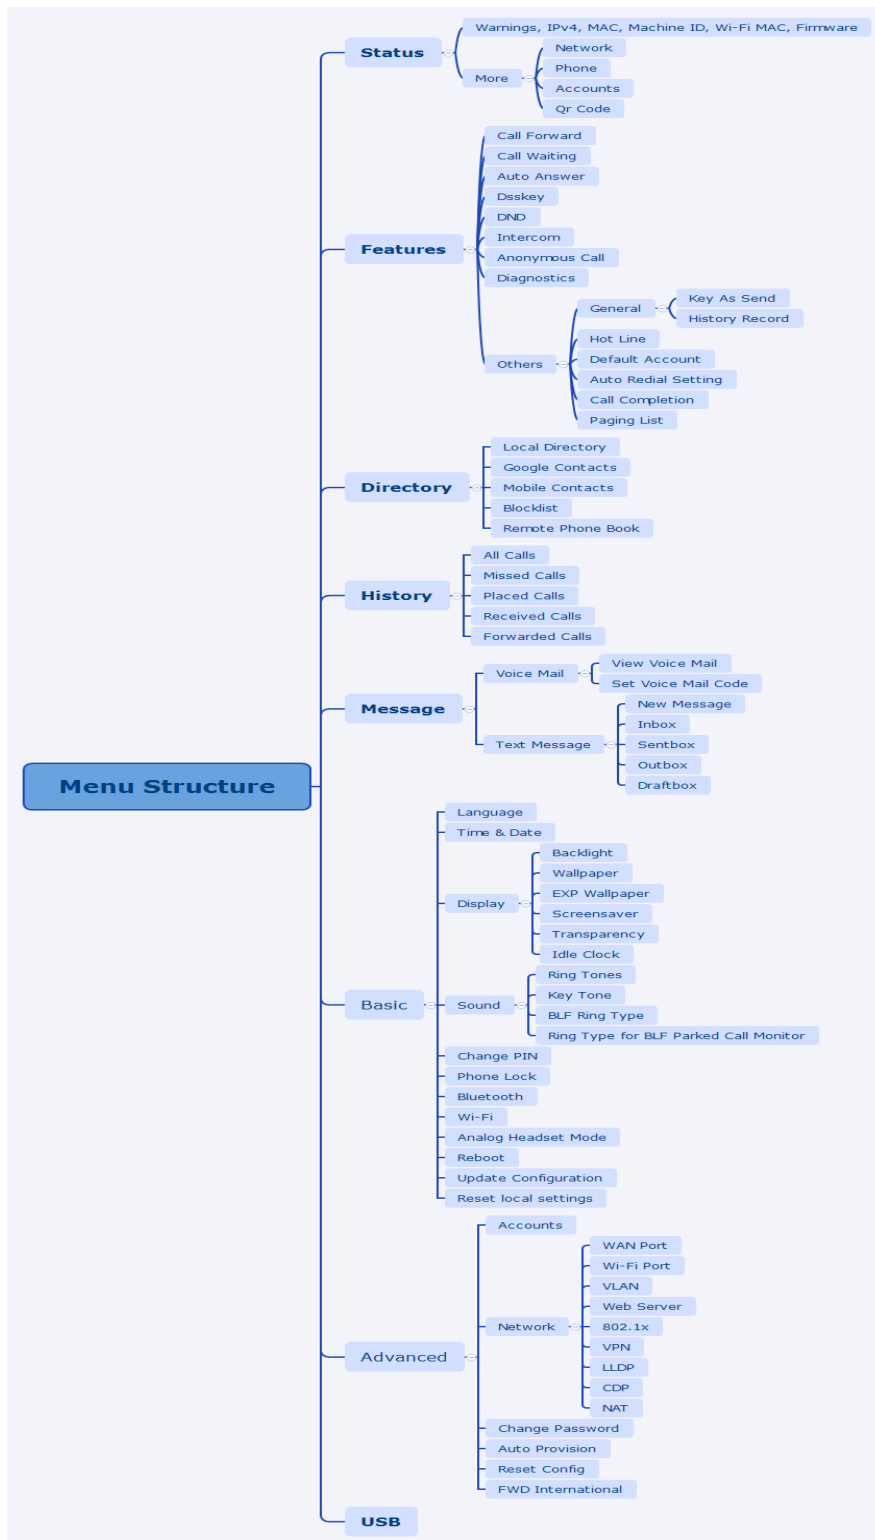 Menu Structure
Status
Warnings, IPv4, MAC, Machine ID, Wi-Fi MAC, Firmware
More
Network
Phone
Accounts
Qr Code
Features
Call Forward
Call Waiting
Auto Answer
Dsskey
DND
Intercom
Anonymous Call
Diagnostics
Others
General
Key As Send
History Record
Hot Line
Default Account
Auto Redial Setting
Call Completion
Paging List
Directory
Local Directory
Google Contacts
Mobile Contacts
Blocklist
Remote Phone Book
History
All Calls
Missed Calls
Placed Calls
Received Calls
Forwarded Calls
Message
Voice Mail
View Voice Mail
Set Voice Mail Code
Text Message
New Message
Inbox
Sentbox
Outbox
Draftbox
Basic
Language
Time & Date
Display
Backlight
Wallpaper
EXP Wallpaper
Screensaver
Transparency
Idle Clock
Sound
Ring Tones
Key Tone
BLF Ring Type
Ring Type for BLF Parked Call Monitor
Change PIN
Phone Lock
Bluetooth
Wi-Fi
Analog Headset Mode
Reboot
Update Configuration
Reset local settings
Advanced
Accounts
Network
WAN Port
Wi-Fi Port
VLAN
Web Server
802.1x
VPN
LLDP
CDP
NAT
Change Password
Auto Provision
Reset Config
FWD International
USB